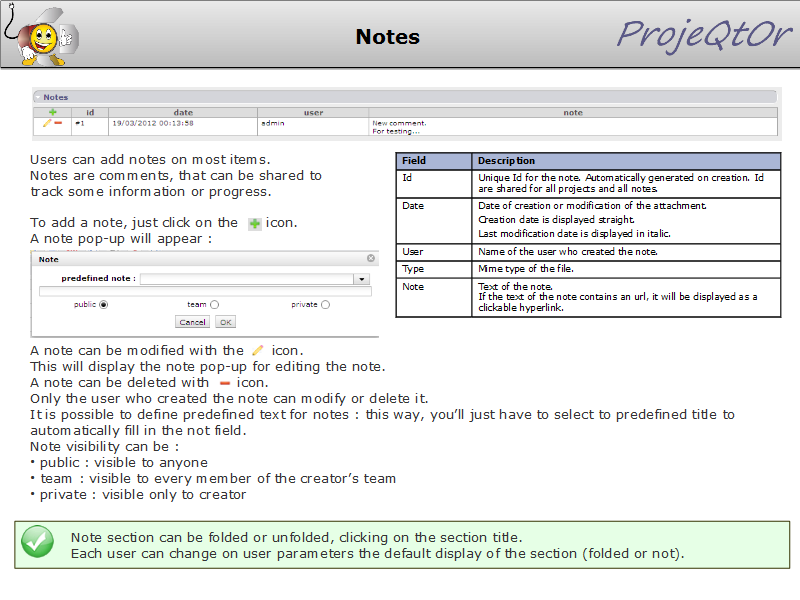 Notes
ProjeQtOr
Notes
id date user note
#1 19/03/2012 00:13:58 admin New comment.
For testing...
Users can add notes on most items.
Notes are comments, that can be shared to
track some information or progress.
To add a note, just click on the icon.
A note pop-up will appear :
Note
predefined note :
public team private
Cancel OK
Field Description
Id Unique Id for the note. Automatically generated on creation. Id
are shared for all projects and all notes.
Date Date of creation or modification of the attachment.
Creation date is displayed straight.
Last modification date is displayed in italic.
User Name of the user who created the note.
Type Mime type of the file.
Note Text of the note.
If the text of the note contains an url, it will be displayed as a
clickable hyperlink.
A note can be modified with the icon.
This will display the note pop-up for editing the note.
A note can be deleted with icon.
Only the user who created the note can modify or delete it.
It is possible to define predefined text for notes : this way, you’ll just have to select to predefined title to
automatically fill in the not field.
Note visibility can be :
• public : visible to anyone
• team : visible to every member of the creator’s team
• private : visible only to creator
Note section can be folded or unfolded, clicking on the section title.
Each user can change on user parameters the default display of the section (folded or not).